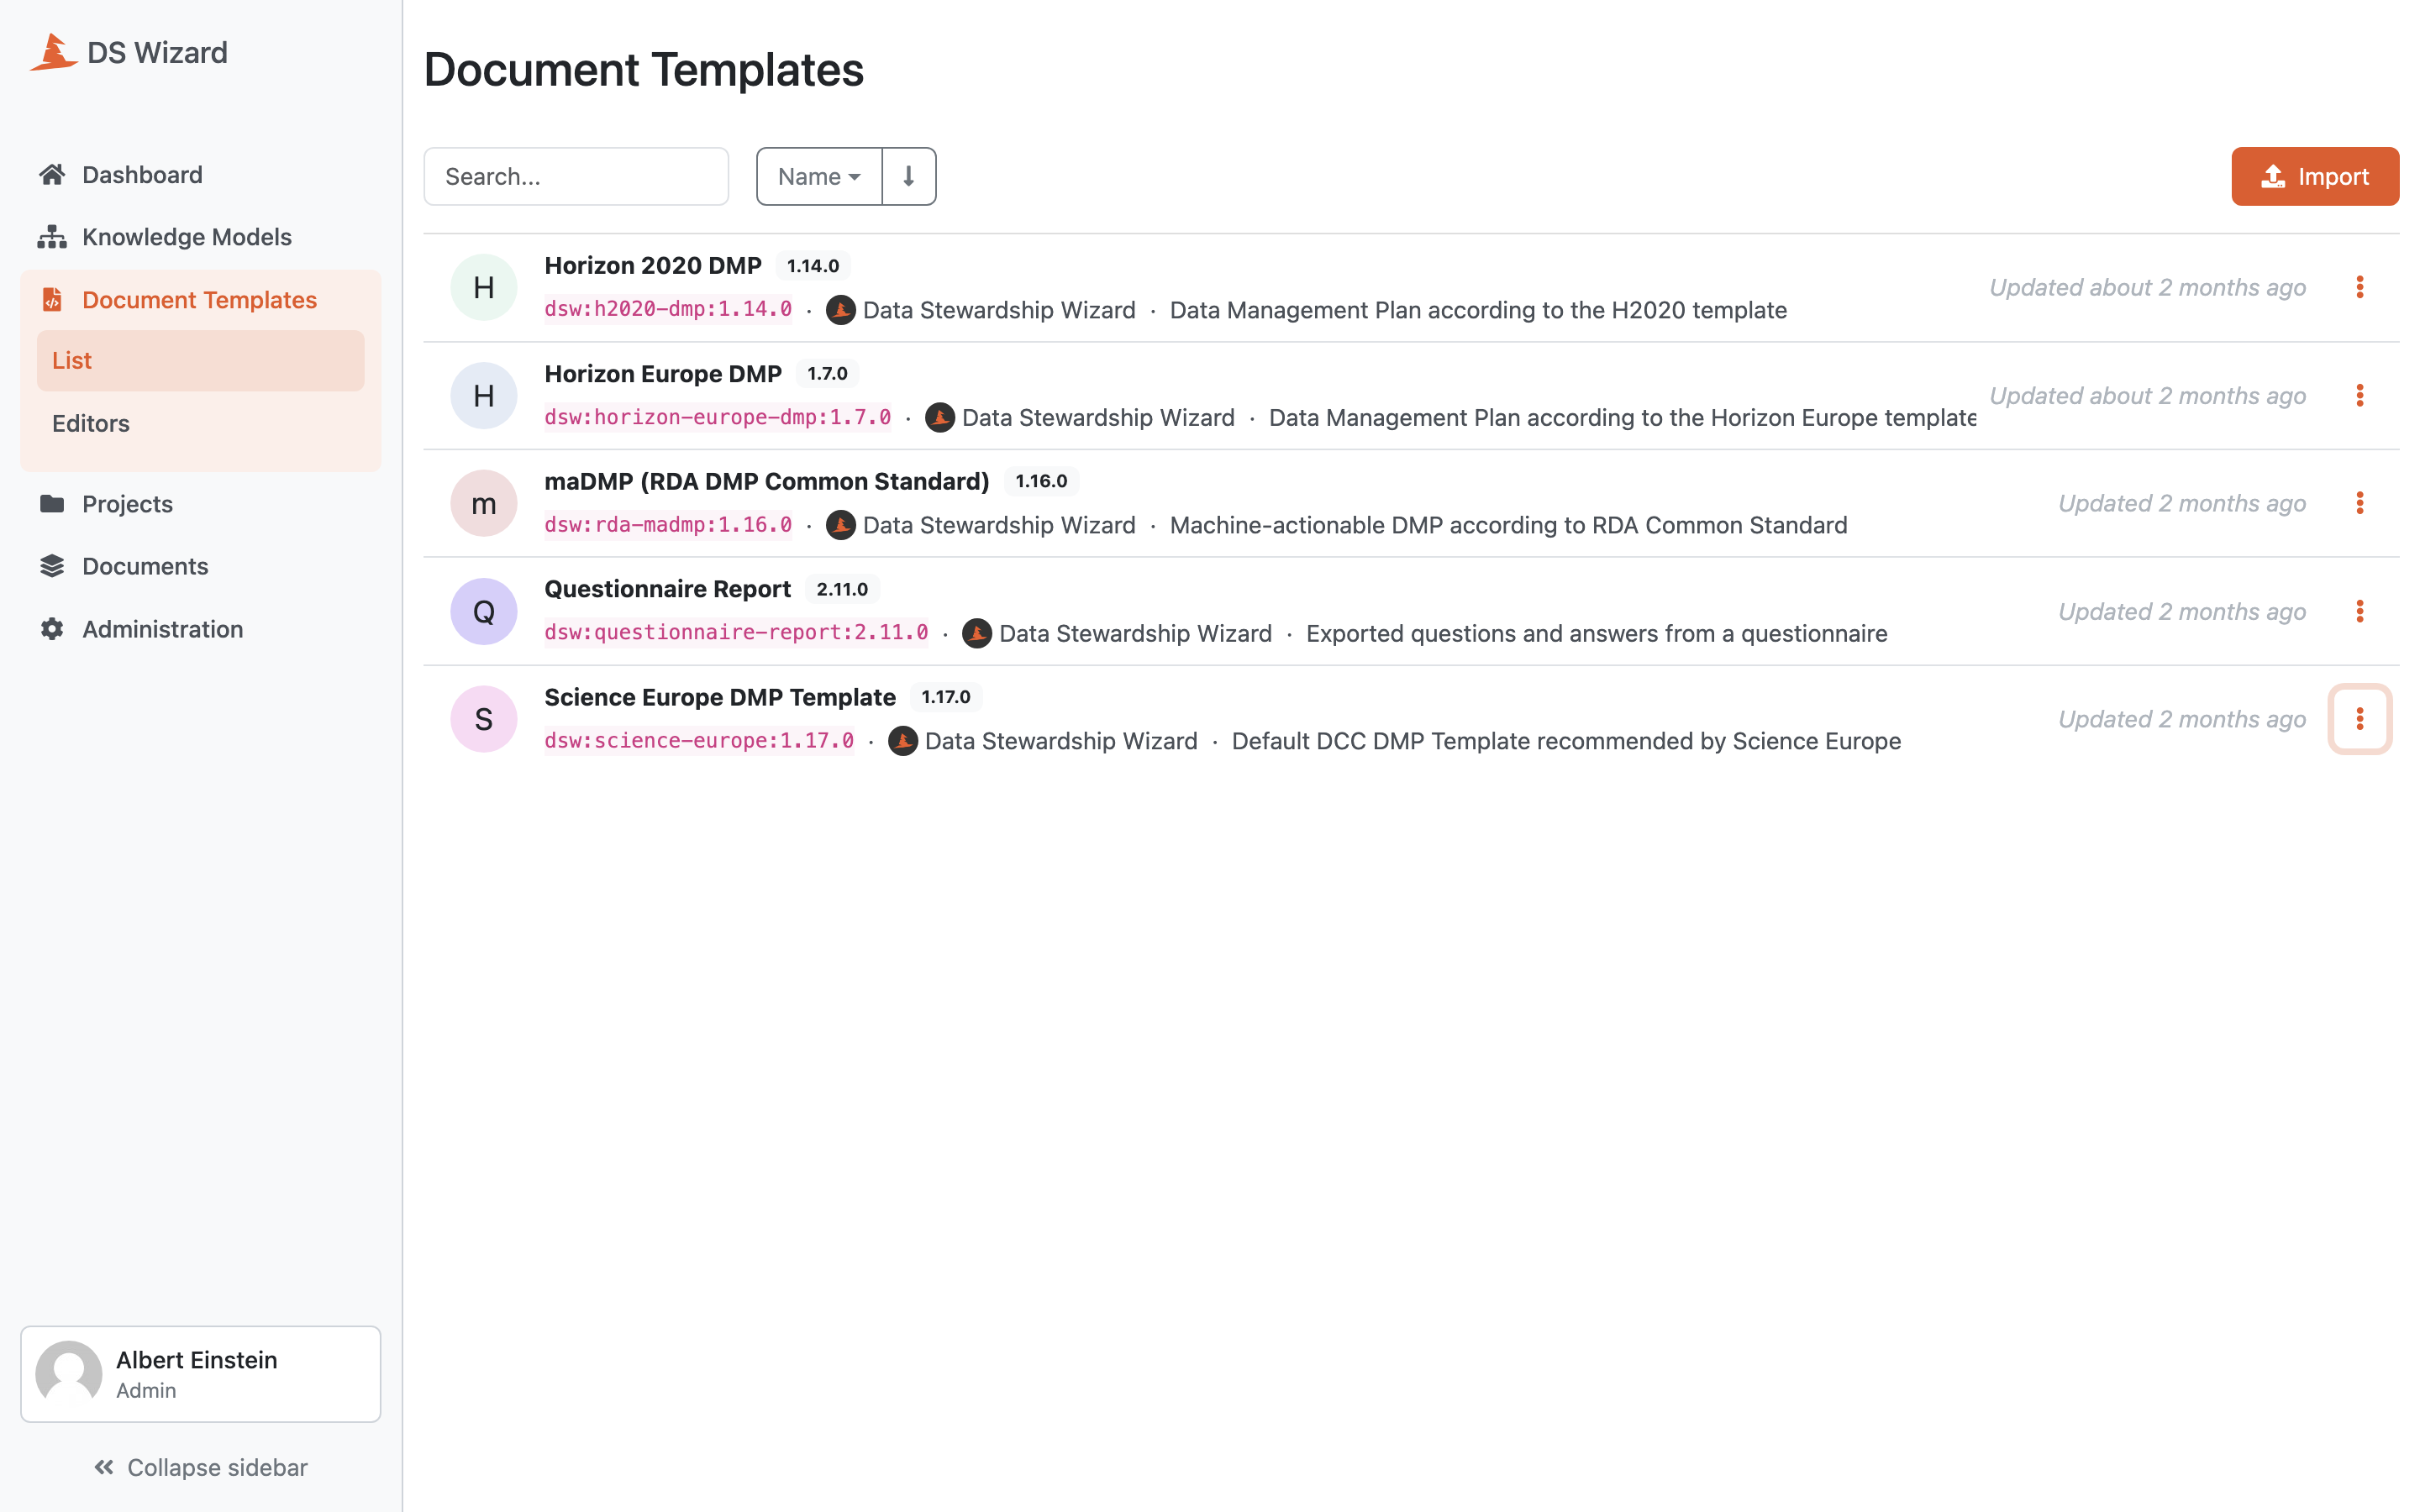 DS Wizard
Dashboard
Knowledge Models
Document Templates
List
Editors
Projects
Documents
Administration
Albert Einstein
Admin
Collapse sidebar
Document Templates
Search...
Name
Import
H
Horizon 2020 DMP 1.14.0
dsw:h2020-dmp:1.14.0 · Data Stewardship Wizard · Data Management Plan according to the H2020 template
Updated about 2 months ago
H
Horizon Europe DMP 1.7.0
dsw:horizon-europe-dmp:1.7.0 · Data Stewardship Wizard · Data Management Plan according to the Horizon Europe template
Updated about 2 months ago
m
maDMP (RDA DMP Common Standard) 1.16.0
dsw:rda-madmp:1.16.0 · Data Stewardship Wizard · Machine-actionable DMP according to RDA Common Standard
Updated 2 months ago
Q
Questionnaire Report 2.11.0
dsw:questionnaire-report:2.11.0 · Data Stewardship Wizard · Exported questions and answers from a questionnaire
Updated 2 months ago
S
Science Europe DMP Template 1.17.0
dsw:science-europe:1.17.0 · Data Stewardship Wizard · Default DCC DMP Template recommended by Science Europe
Updated 2 months ago